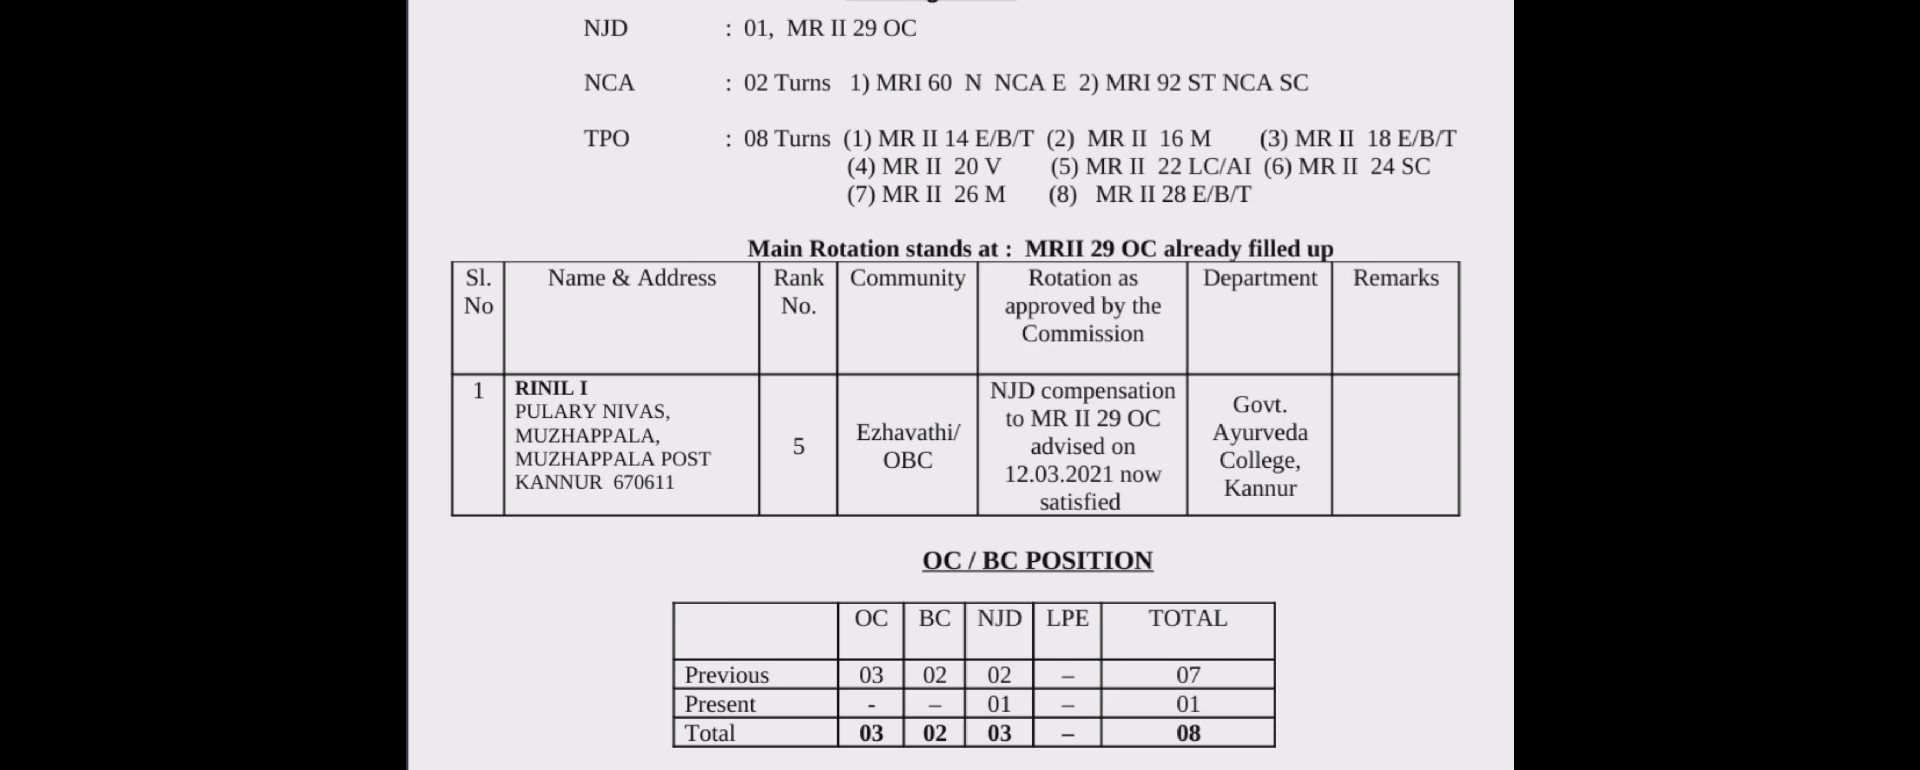 NJD : 01, MR II 29 OC
NCA : 02 Turns 1) MRI 60 N NCA E 2) MRI 92 ST NCA SC
TPO : 08 Turns (1) MR II 14 E/B/T (2) MR II 16 M (3) MR II 18 E/B/T
(4) MR II 20 V (5) MR II 22 LC/AI (6) MR II 24 SC
(7) MR II 26 M (8) MR II 28 E/B/T
Main Rotation stands at : MRII 29 OC already filled up
Sl. No Name & Address Rank No. Community Rotation as approved by the Commission Department Remarks
1
RINIL I
PULARY NIVAS,
MUZHAPPALA,
MUZHAPPALA POST
KANNUR 670611
5
Ezhavathi/
OBC
NJD compensation
to MR II 29 OC
advised on
12.03.2021 now
satisfied
Govt.
Ayurveda
College,
Kannur
OC / BC POSITION
OC BC NJD LPE TOTAL
Previous 03 02 02 – 07
Present - – 01 – 01
Total 03 02 03 – 08